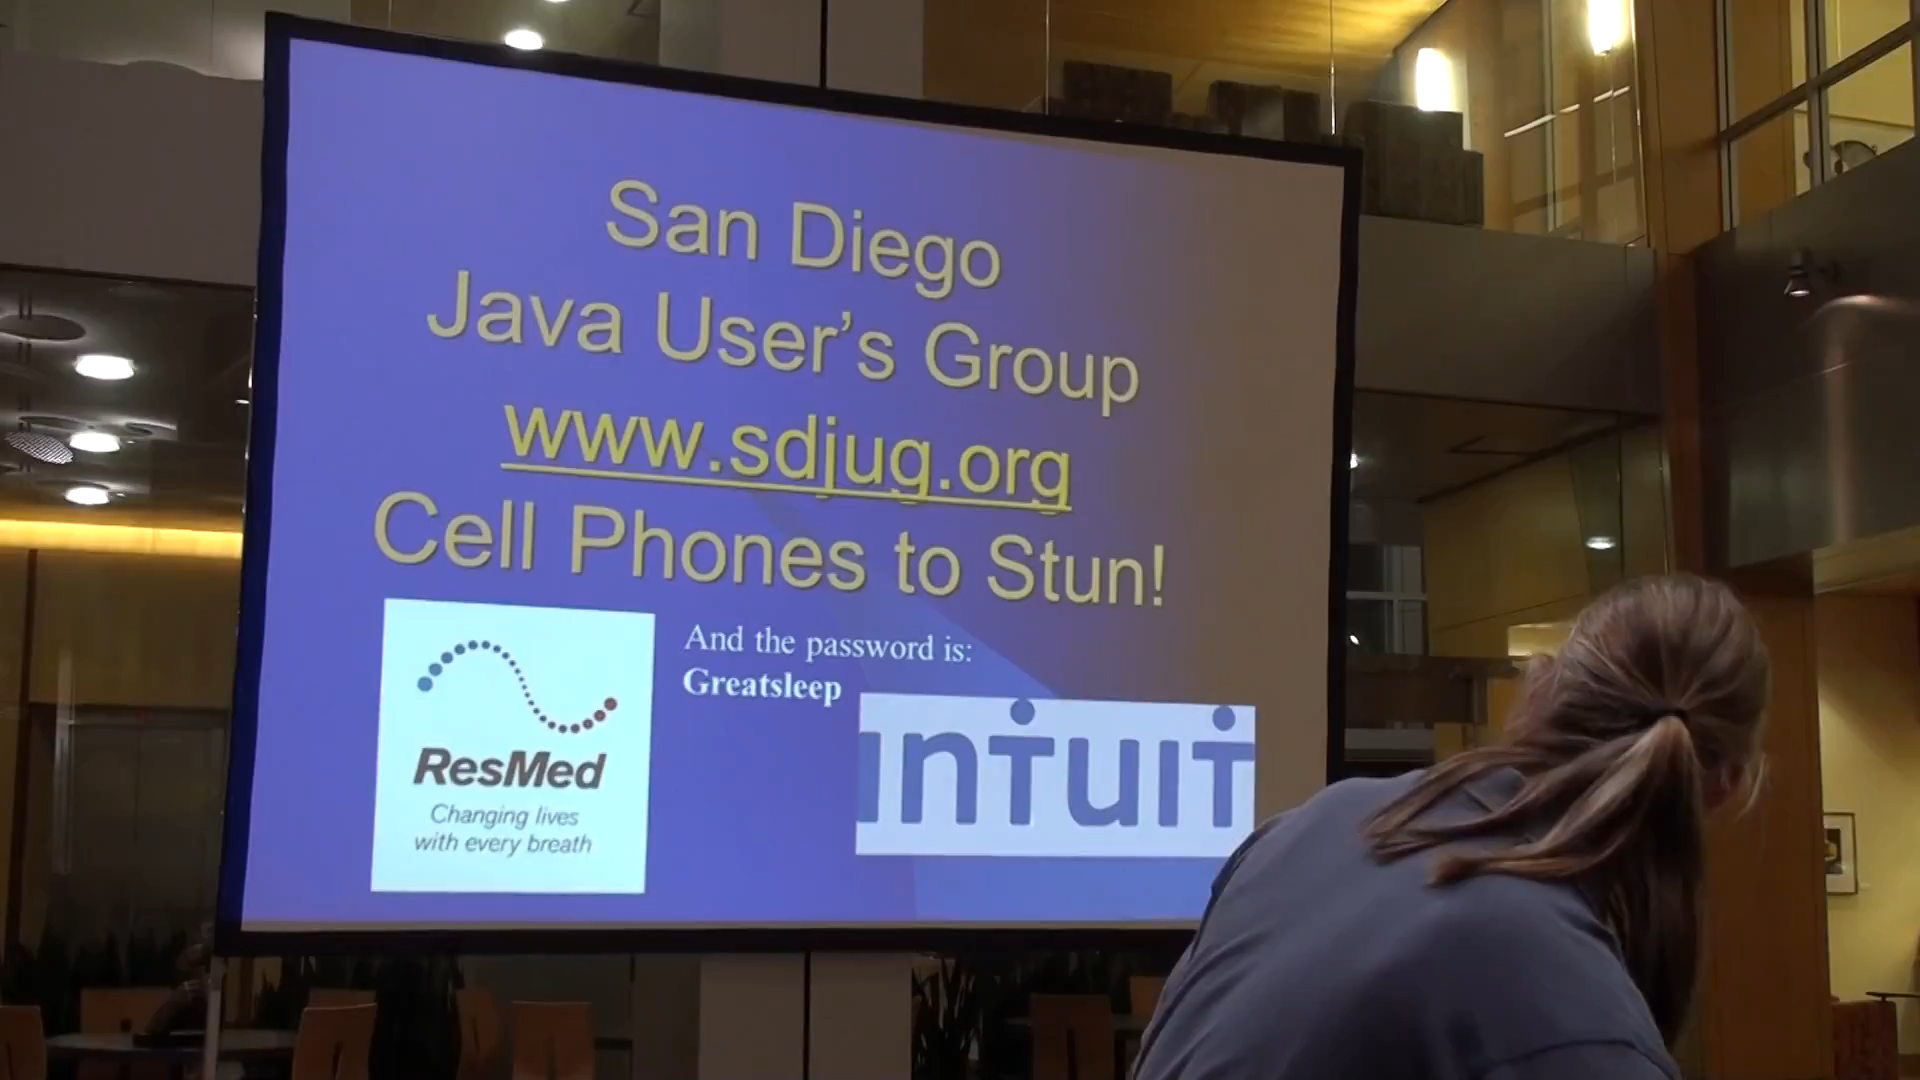 San Diego
Java User's Group
www.sdjug.org
Cell Phones to Stun!
And the password is:
Greatsleep
ResMed
Changing lives
with every breath
intuit